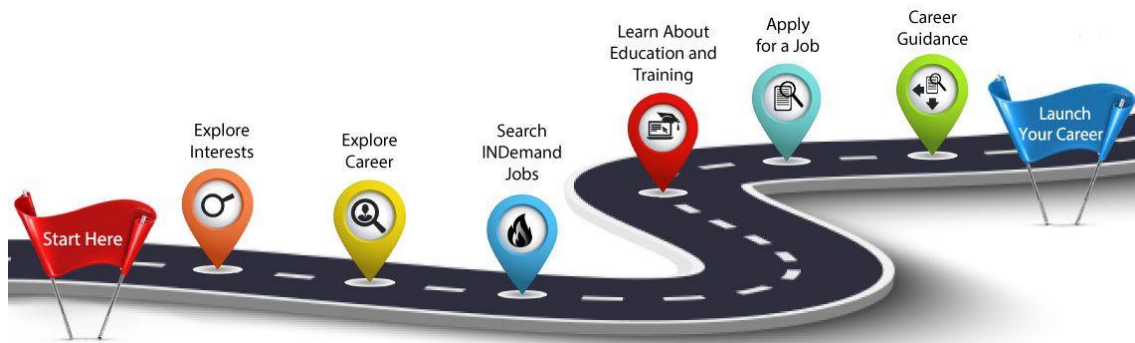 Start Here
Explore
Interests
Explore
Career
Search
INDemand
Jobs
Learn About
Education and
Training
Apply
for a Job
Career
Guidance
Launch
Your Career